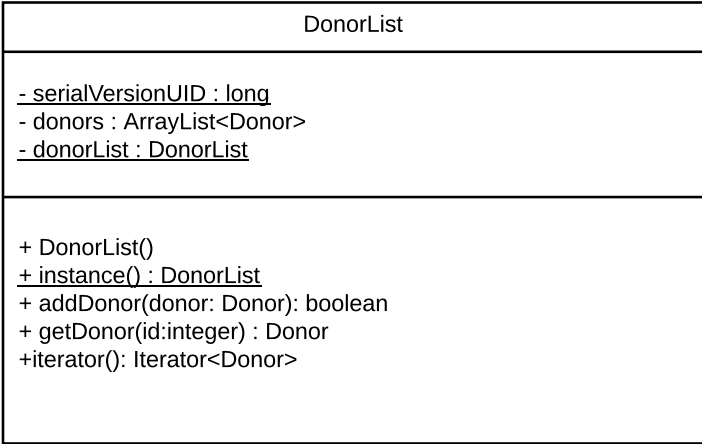 DonorList
- serialVersionUID : long
- donors : ArrayList<Donor>
- donorList : DonorList
+ DonorList()
+ instance() : DonorList
+ addDonor(donor: Donor): boolean
+ getDonor(id:integer) : Donor
+iterator(): Iterator<Donor>